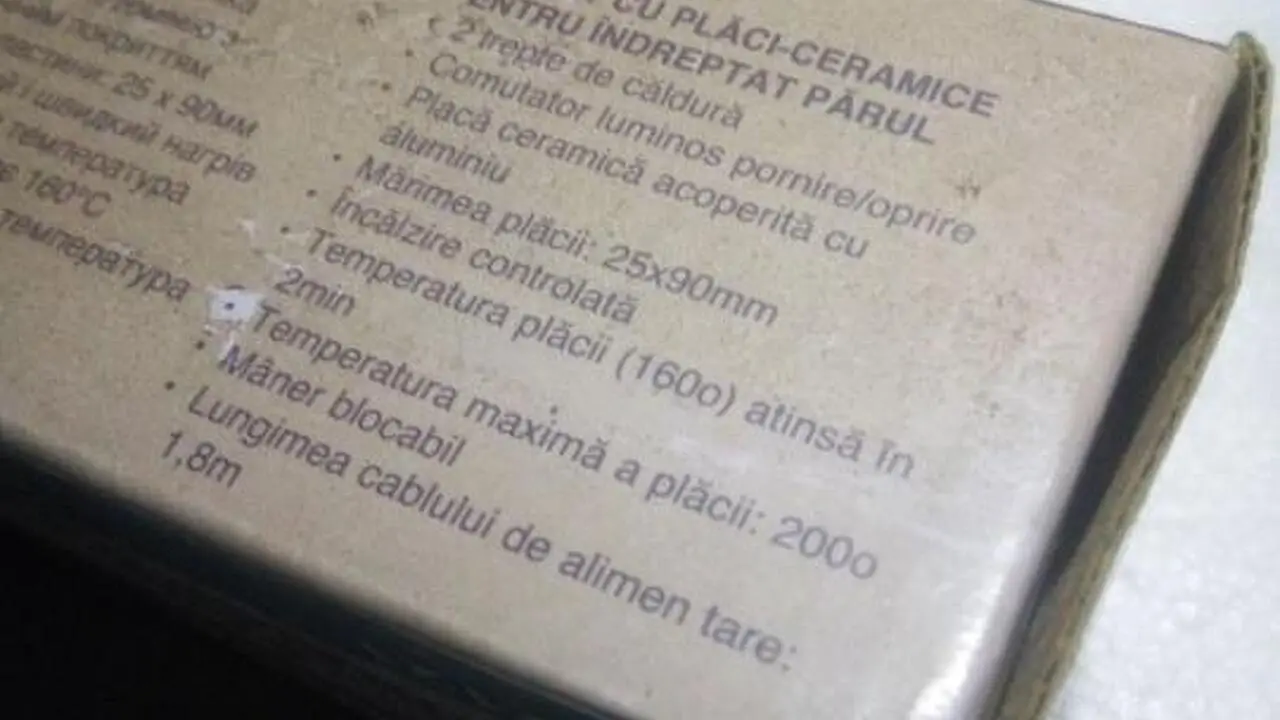 покриттям
25 x 90мм
і швидкий нагрів
температура
160°C
температура
CU PLĂCI-CERAMICE
ÎNDREPTAT PĂRUL
2 trepte de căldură
• Comutator luminos pornire/oprire
• Placă ceramică acoperită cu
aluminiu
• Mărimea plăcii: 25x90mm
• Încălzire controlată
• Temperatura plăcii (160o) atinsă în
2min
• Temperatura maximă a plăcii: 200o
• Mâner blocabil
• Lungimea cablului de alimen tare:
1,8m